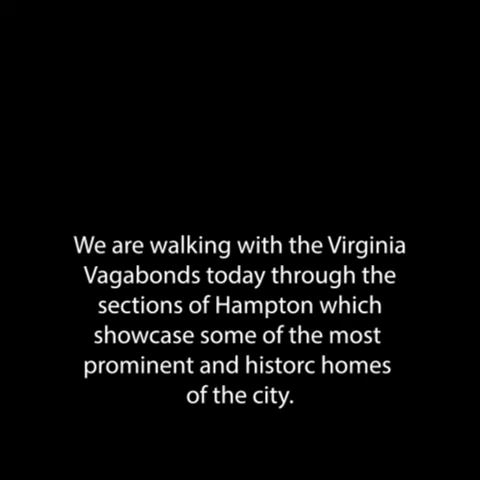 We are walking with the Virginia
Vagabonds today through the
sections of Hampton which
showcase some of the most
prominent and historc homes
of the city.